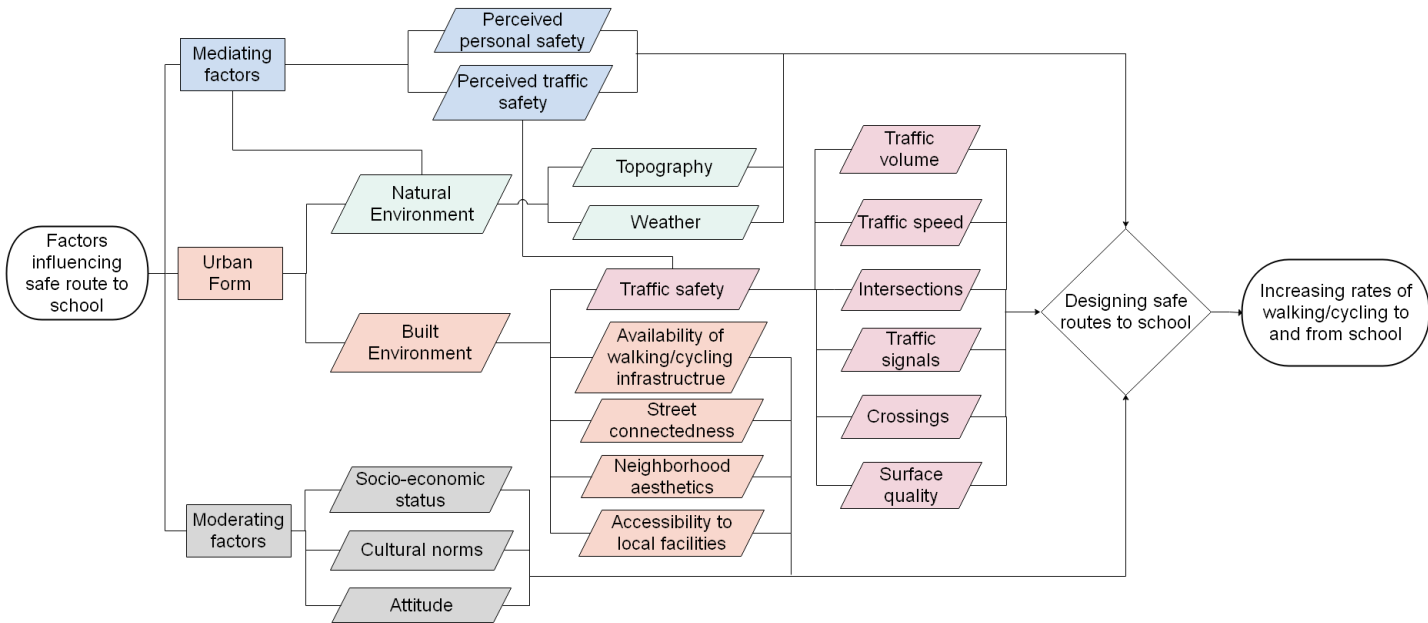 Factors
influencing
safe route to
school
Mediating
factors
Perceived
personal safety
Perceived traffic
safety
Urban
Form
Natural
Environment
Topography
Weather
Built
Environment
Traffic safety
Availability of
walking/cycling
infrastructrue
Street
connectedness
Neighborhood
aesthetics
Accessibility to
local facilities
Traffic
volume
Traffic speed
Intersections
Traffic
signals
Crossings
Surface
quality
Moderating
factors
Socio-economic
status
Cultural norms
Attitude
Designing safe
routes to school
Increasing rates of
walking/cycling to
and from school